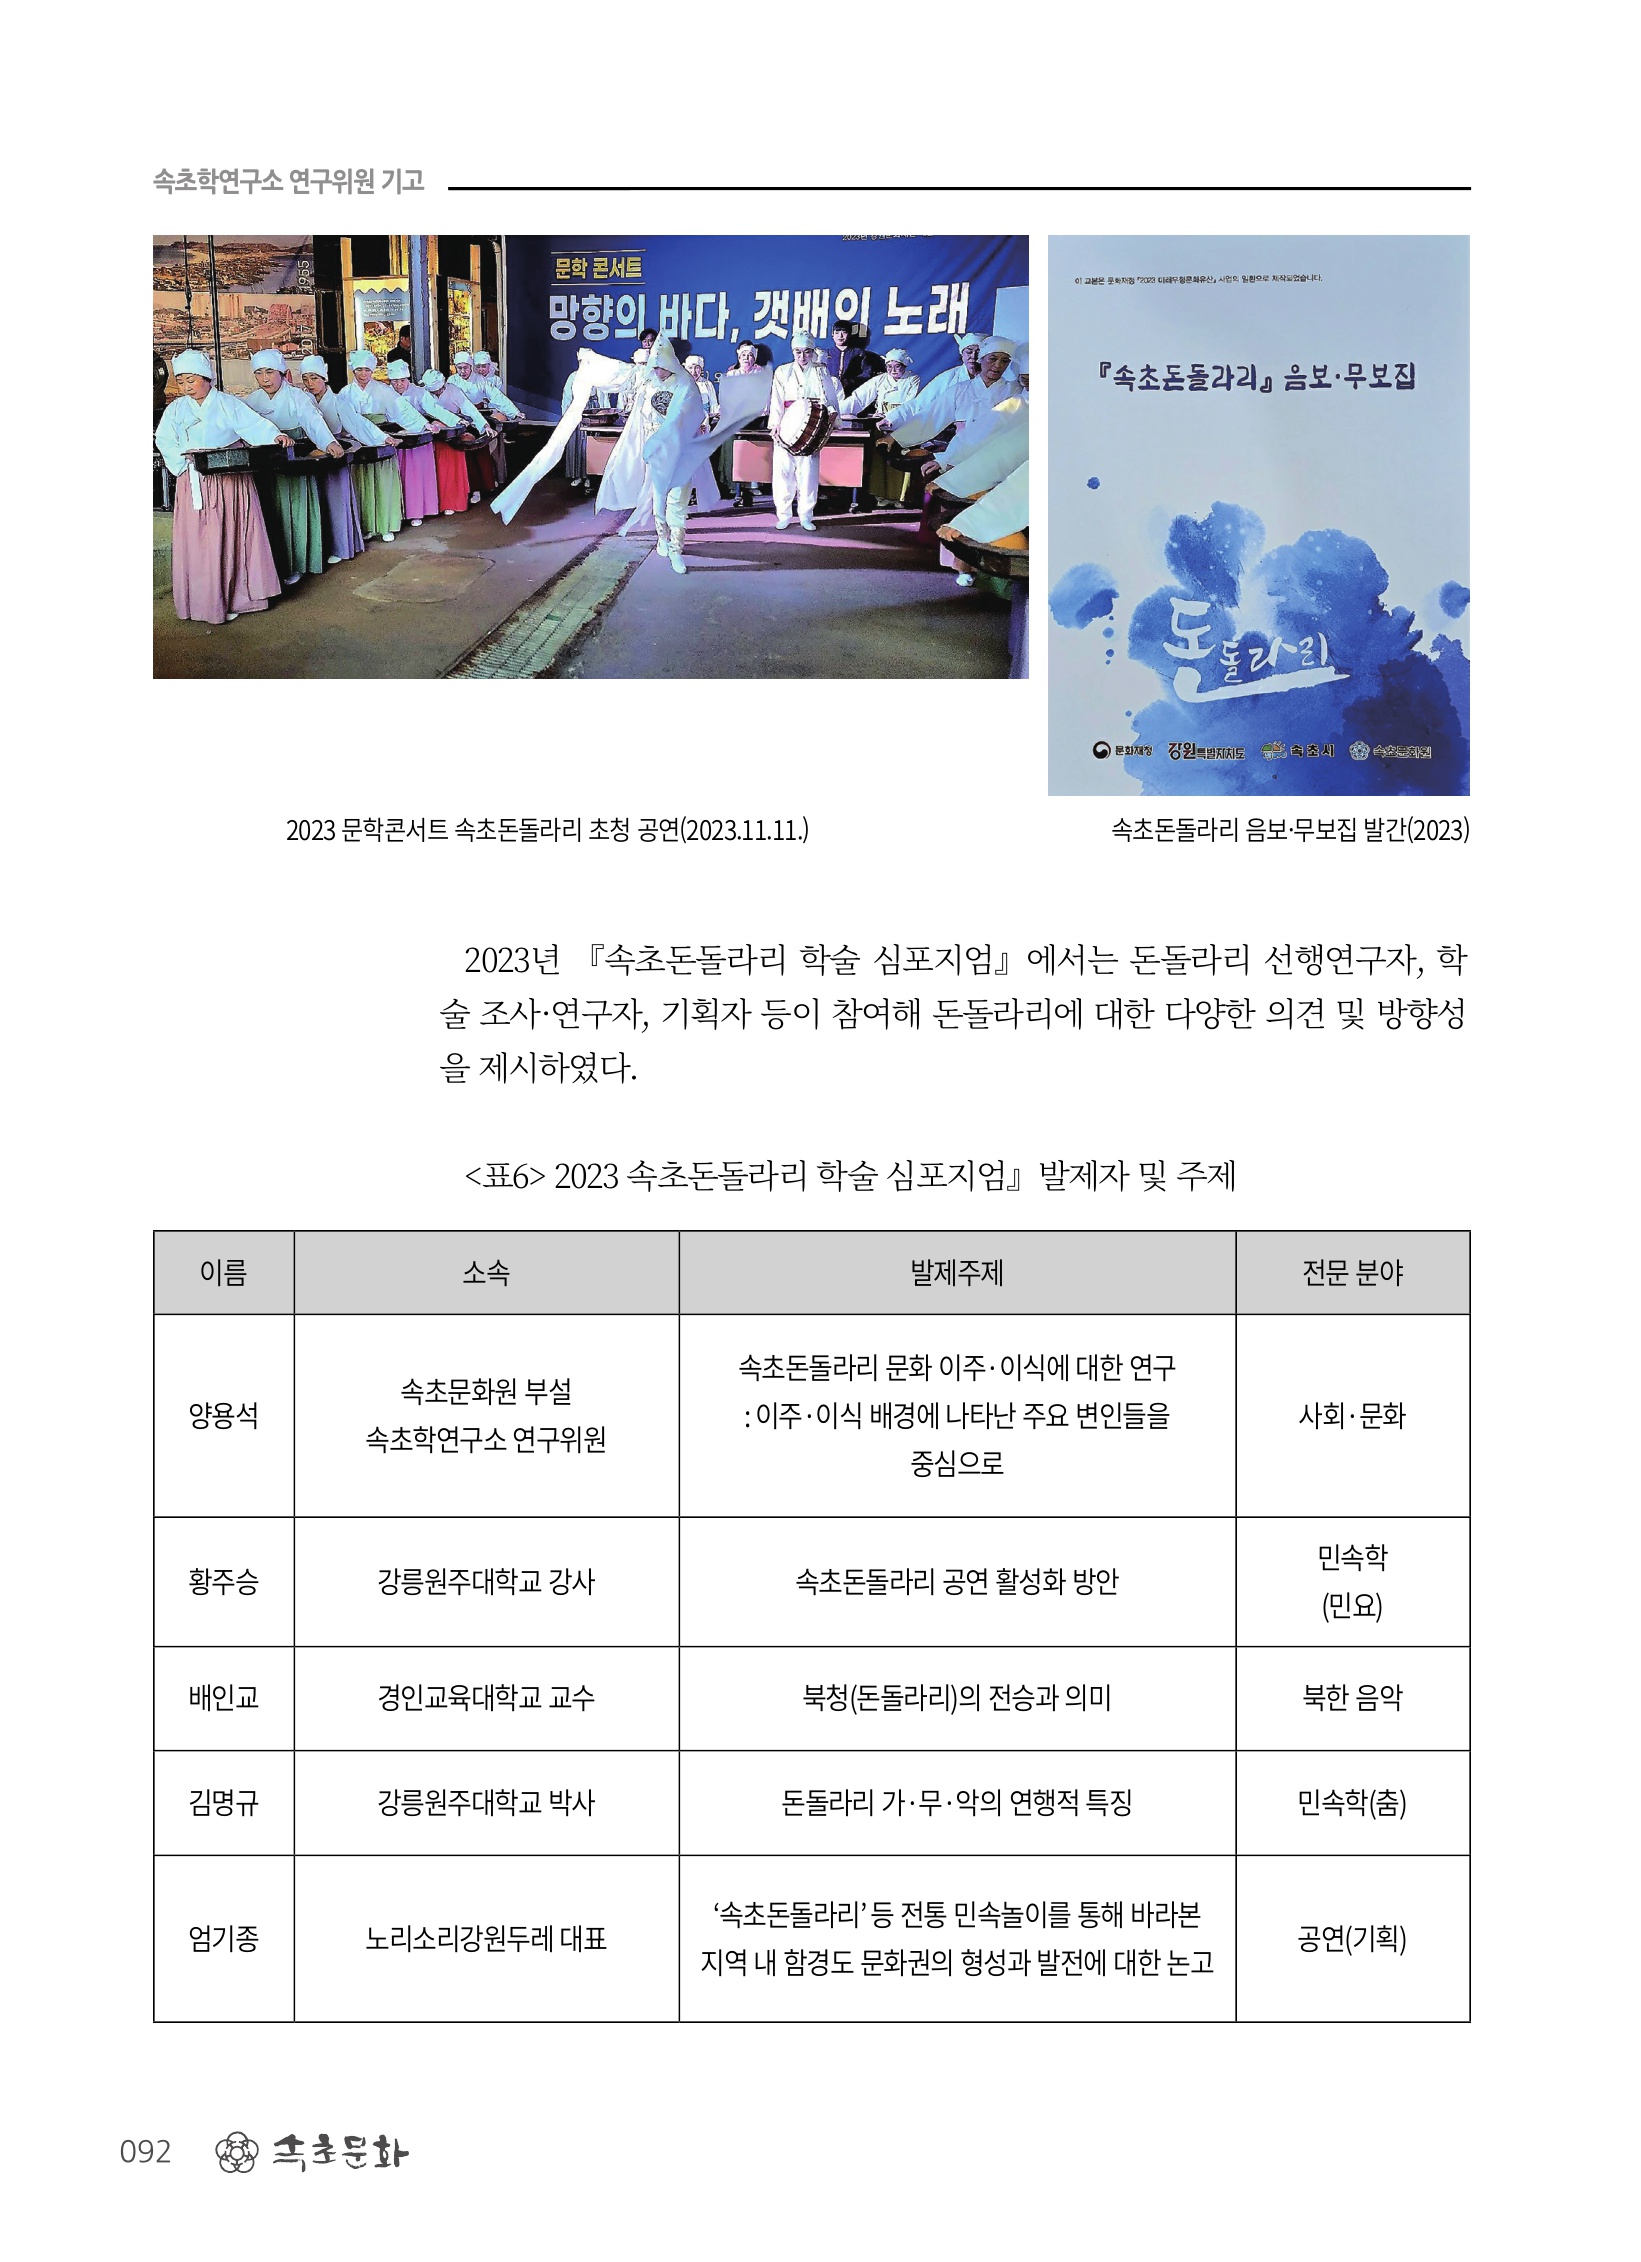 속초학연구소 연구위원 기고
1965
2017
문학 콘서트
망향의 바다, 갯배의 노래
이 교본은 문화재청 『2023 미래무형문화유산』 사업의 일환으로 제작되었습니다.
『속초돈돌라리』 음보·무보집
돈돌라리
문화재청 강원특별자치도 속초시 속초문화원
2023 문학콘서트 속초돈돌라리 초청 공연(2023.11.11.)
속초돈돌라리 음보·무보집 발간(2023)
2023년 『속초돈돌라리 학술 심포지엄』에서는 돈돌라리 선행연구자, 학
술 조사·연구자, 기획자 등이 참여해 돈돌라리에 대한 다양한 의견 및 방향성
을 제시하였다.
<표6> 2023 속초돈돌라리 학술 심포지엄』 발제자 및 주제
이름 소속 발제주제 전문 분야
양용석
속초문화원 부설
속초학연구소 연구위원
속초돈돌라리 문화 이주·이식에 대한 연구
: 이주·이식 배경에 나타난 주요 변인들을
중심으로
사회·문화
황주승
강릉원주대학교 강사
속초돈돌라리 공연 활성화 방안
민속학
(민요)
배인교 경인교육대학교 교수 북청(돈돌라리)의 전승과 의미 북한 음악
김명규 강릉원주대학교 박사 돈돌라리 가·무·악의 연행적 특징 민속학(춤)
엄기종
노리소리강원두레 대표
‘속초돈돌라리’ 등 전통 민속놀이를 통해 바라본
지역 내 함경도 문화권의 형성과 발전에 대한 논고
공연(기획)
092 속초문화